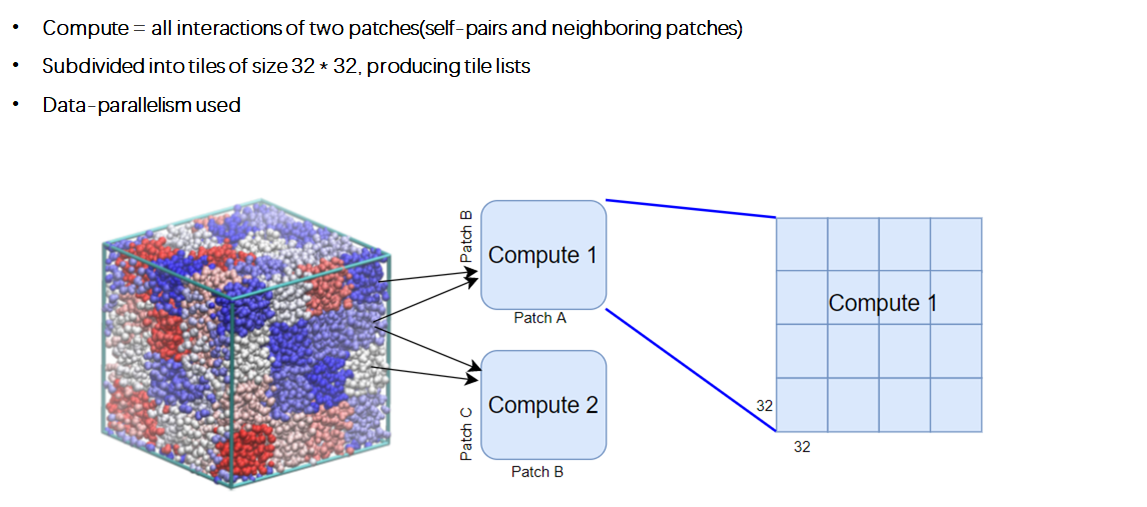 • Compute = all interactions of two patches(self-pairs and neighboring patches)
• Subdivided into tiles of size 32 * 32, producing tile lists
• Data-parallelism used
Patch B
Compute 1
Patch A
Patch C
Compute 2
Patch B
Compute 1
32
32